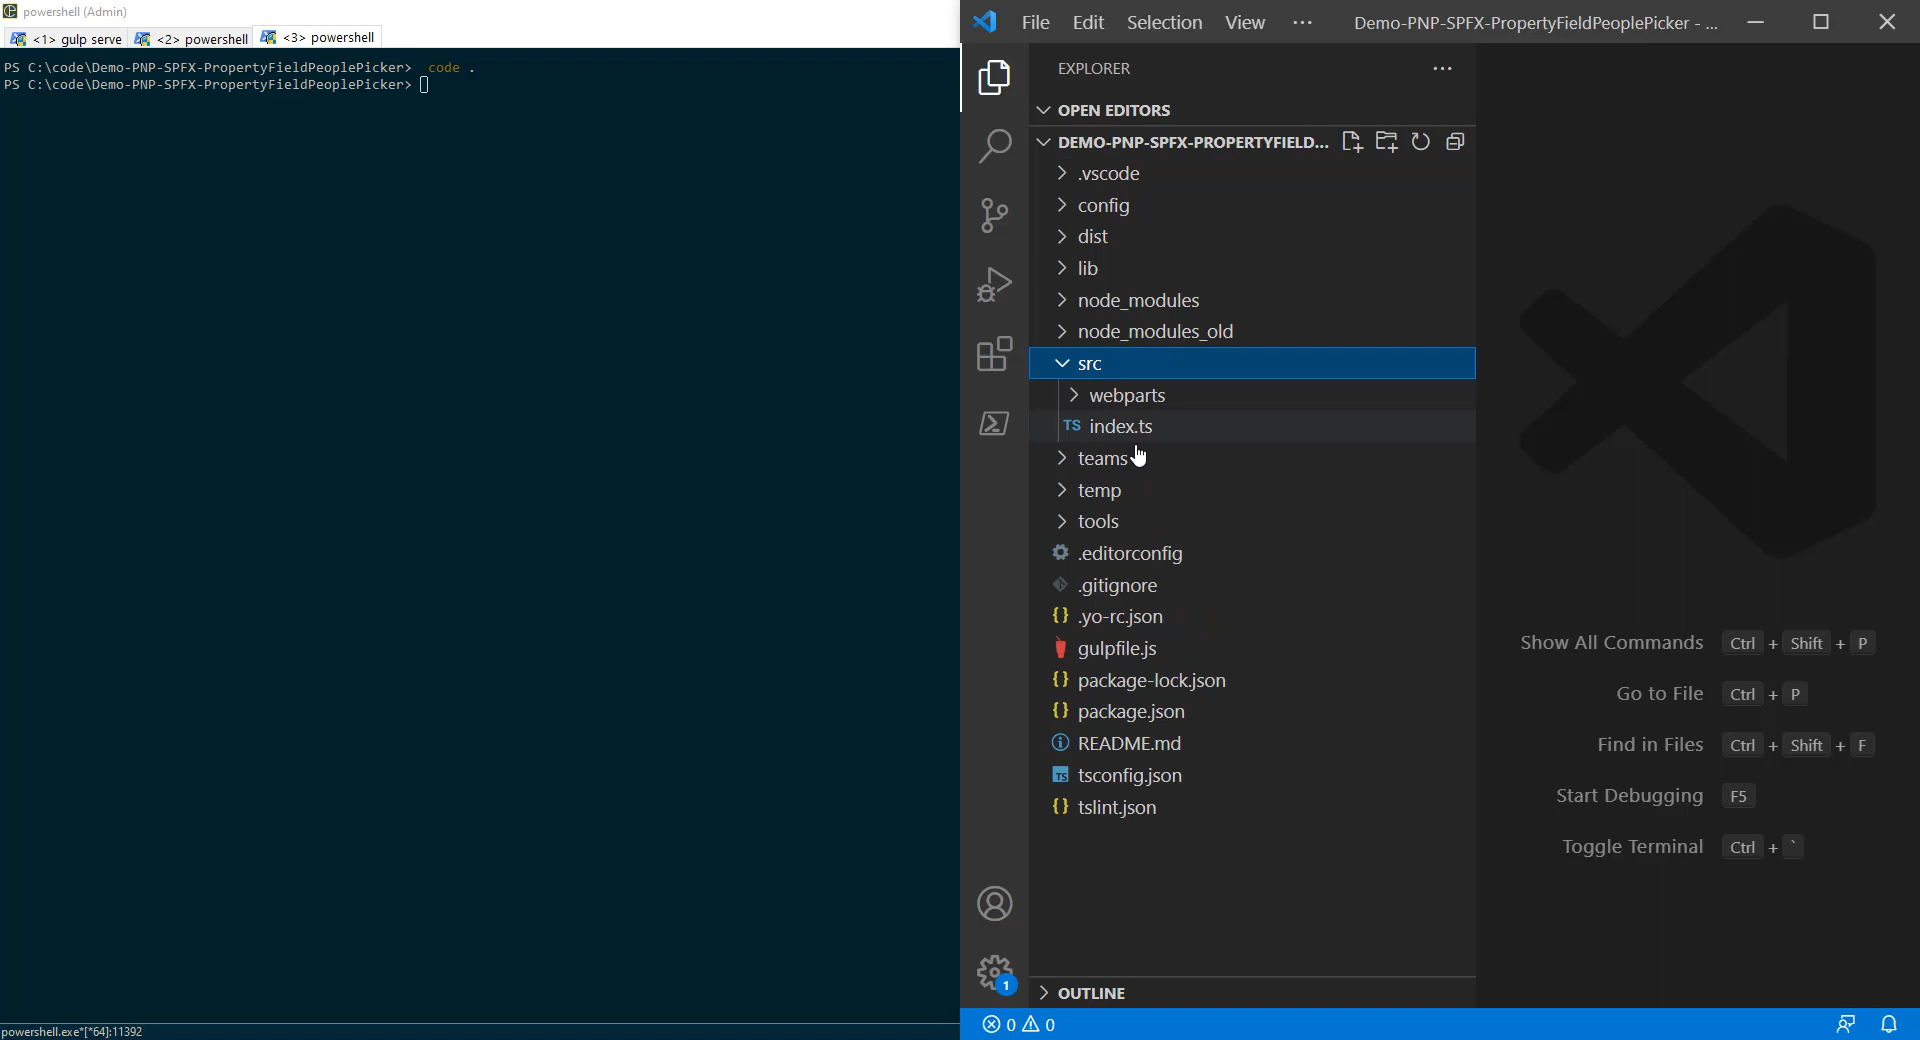 powershell (Admin)
<1> gulp serve
<2> powershell
<3> powershell
PS C:\code\Demo-PNP-SPFX-PropertyFieldPeoplePicker> code .
PS C:\code\Demo-PNP-SPFX-PropertyFieldPeoplePicker>
powershell.exe*[*64]:11392
File Edit Selection View ··· Demo-PNP-SPFX-PropertyFieldPeoplePicker - ...
EXPLORER
OPEN EDITORS
DEMO-PNP-SPFX-PROPERTYFIELD...
.vscode
config
dist
lib
node_modules
node_modules_old
src
webparts
TS index.ts
teams
temp
tools
.editorconfig
.gitignore
{} .yo-rc.json
gulpfile.js
{} package-lock.json
{} package.json
README.md
TS tsconfig.json
{} tslint.json
OUTLINE
Show All Commands Ctrl + Shift + P
Go to File Ctrl + P
Find in Files Ctrl + Shift + F
Start Debugging F5
Toggle Terminal Ctrl + `
1
0 0